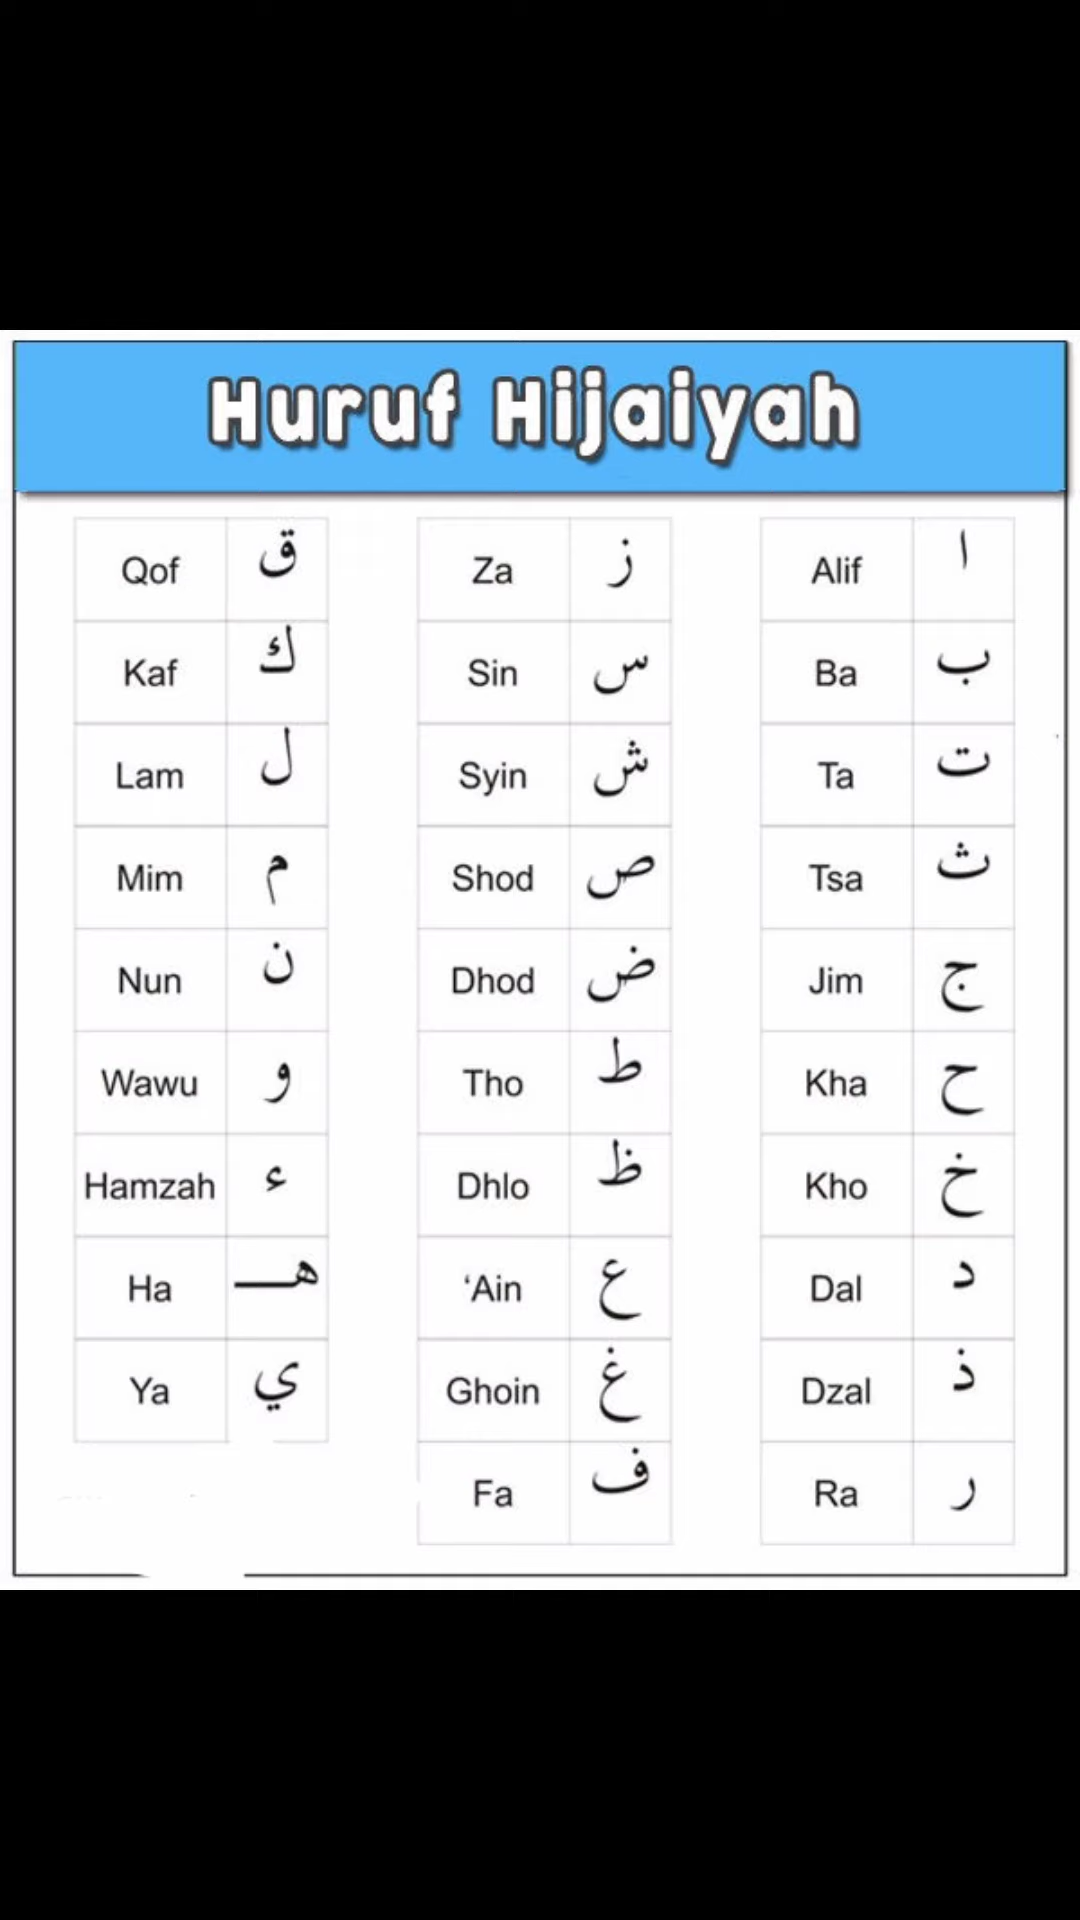 Huruf Hijaiyah
Qof ق Za ز Alif ا
Kaf ك Sin س Ba ب
Lam ل Syin ش Ta ت
Mim م Shod ص Tsa ث
Nun ن Dhod ض Jim ج
Wawu و Tho ط Kha ح
Hamzah ء Dhlo ظ Kho خ
Ha هـ ‘Ain ع Dal د
Ya ي Ghoin غ Dzal ذ
Fa ف Ra ر